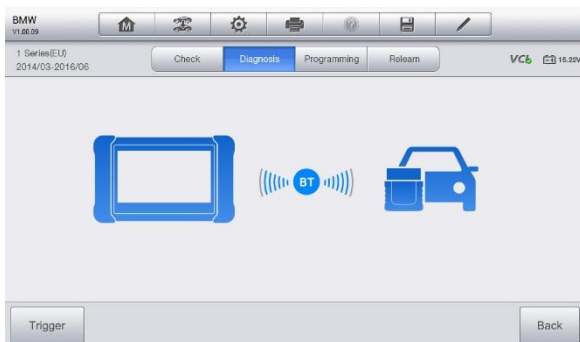 BMW
V1.00.09
M
1 Series(EU)
2014/03-2016/06
Check
Diagnosis
Programming
Relearn
VCb
15.22V
BT
Trigger
Back